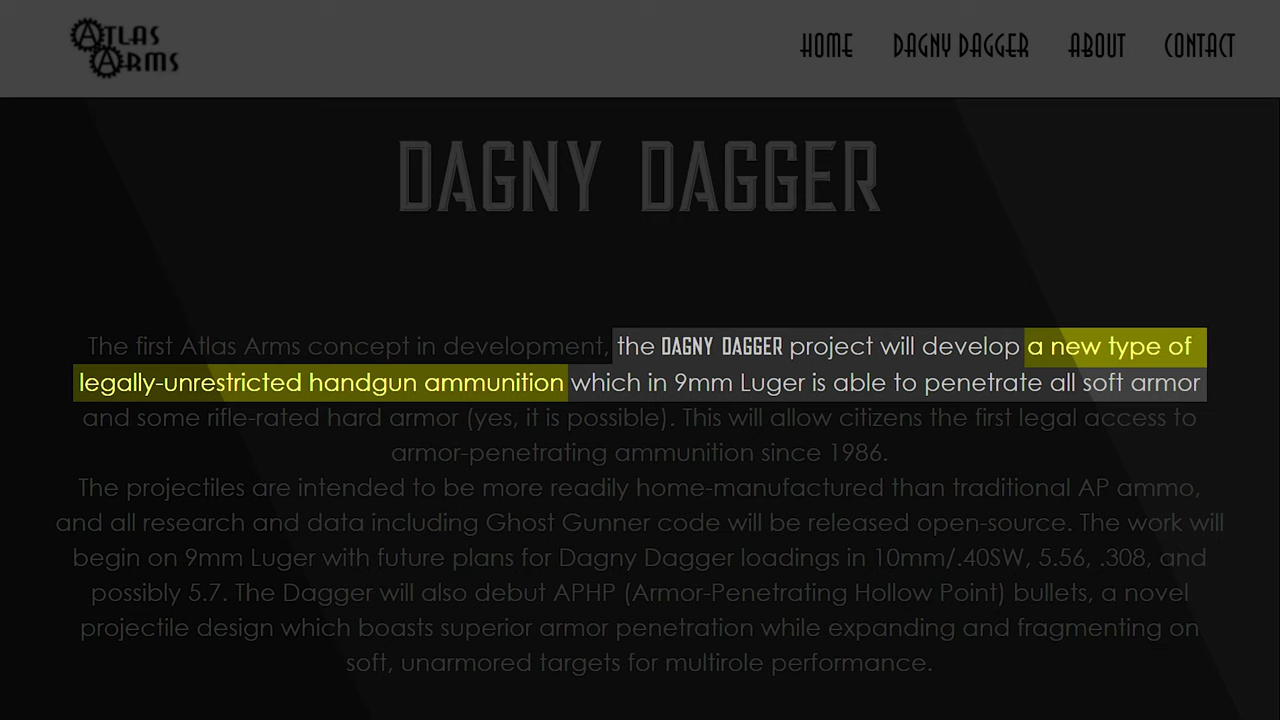 ATLAS
ARMS
HOME DAGNY DAGGER ABOUT CONTACT
DAGNY DAGGER
The first Atlas Arms concept in development, the DAGNY DAGGER project will develop a new type of
legally-unrestricted handgun ammunition which in 9mm Luger is able to penetrate all soft armor
and some rifle-rated hard armor (yes, it is possible). This will allow citizens the first legal access to
armor-penetrating ammunition since 1986.
The projectiles are intended to be more readily home-manufactured than traditional AP ammo,
and all research and data including Ghost Gunner code will be released open-source. The work will
begin on 9mm Luger with future plans for Dagny Dagger loadings in 10mm/.40SW, 5.56, .308, and
possibly 5.7. The Dagger will also debut APHP (Armor-Penetrating Hollow Point) bullets, a novel
projectile design which boasts superior armor penetration while expanding and fragmenting on
soft, unarmored targets for multirole performance.